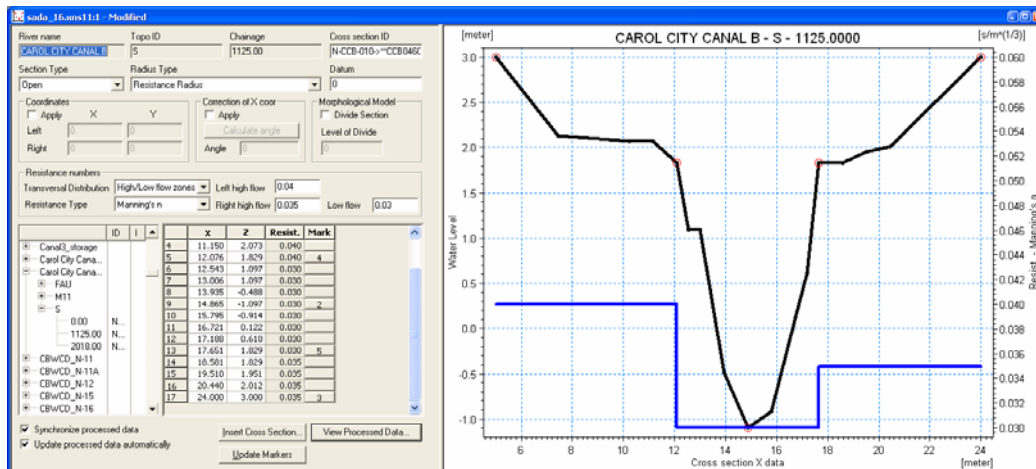 sada_16.xns11:1 - Modified
River name Topo ID Chainage Cross section ID
CAROL CITY CANAL B S 1125.00 N-CCB-010->**CCB0460
Section Type Radius Type Datum
Open Resistance Radius 0
Coordinates Correction of X coor Morphological Model
Apply X Y Apply Divide Section
Left 0 0 Calculate angle Level of Divide
Right 0 0 Angle 0
Resistance numbers
Transversal Distribution High/Low flow zones Left high flow 0.04
Resistance Type Manning's n Right high flow 0.035 Low flow 0.03
ID I
Canal3_storage
Carol City Cana...
Carol City Cana...
FAU
M11
S
0.00 N...
1125.00 N...
2018.00 N...
CBWCD_N-11
CBWCD_N-11A
CBWCD_N-12
CBWCD_N-15
CBWCD_N-16
X Z Resist. Mark
4 11.150 2.073 0.040
5 12.076 1.829 0.040 4
6 12.543 1.097 0.030
7 13.006 1.097 0.030
8 13.935 -0.488 0.030
9 14.865 -1.097 0.030 2
10 15.795 -0.914 0.030
11 16.721 0.122 0.030
12 17.188 0.610 0.030
13 17.651 1.829 0.030 5
14 18.581 1.829 0.035
15 19.510 1.951 0.035
16 20.440 2.012 0.035
17 24.000 3.000 0.035 3
Synchronize processed data
Update processed data automatically
Insert Cross Section...
View Processed Data...
Update Markers
[meter] CAROL CITY CANAL B - S - 1125.0000 [s/m^(1/3)]
3.0
2.5
2.0
1.5
1.0
0.5
0.0
-0.5
-1.0
Water Level
0.060
0.058
0.056
0.054
0.052
0.050
0.048
0.046
0.044
0.042
0.040
0.038
0.036
0.034
0.032
0.030
Resist. - Manning's n
6 8 10 12 14 16 18 20 22 24
Cross section X data [meter]